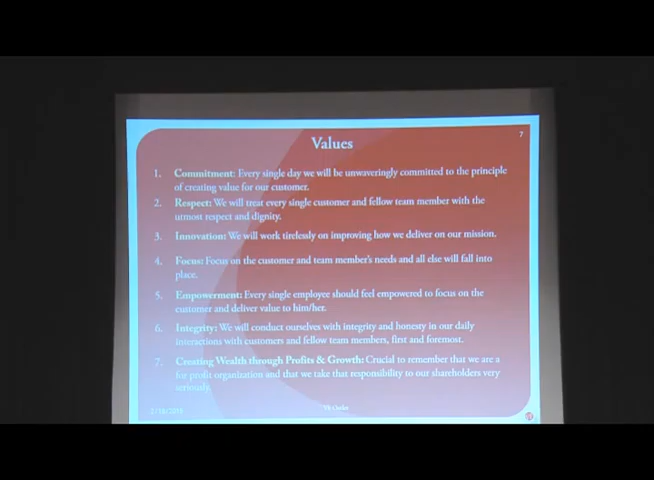 7
Values
1. Commitment: Every single day we will be unwaveringly committed to the principle
of creating value for our customer.
2. Respect: We will treat every single customer and fellow team member with the
utmost respect and dignity.
3. Innovation: We will work tirelessly on improving how we deliver on our mission.
4. Focus: Focus on the customer and team member's needs and all else will fall into
place.
5. Empowerment: Every single employee should feel empowered to focus on the
customer and deliver value to him/her.
6. Integrity: We will conduct ourselves with integrity and honesty in our daily
interactions with customers and fellow team members, first and foremost.
7. Creating Wealth through Profits & Growth: Crucial to remember that we are a
for profit organization and that we take that responsibility to our shareholders very
seriously.